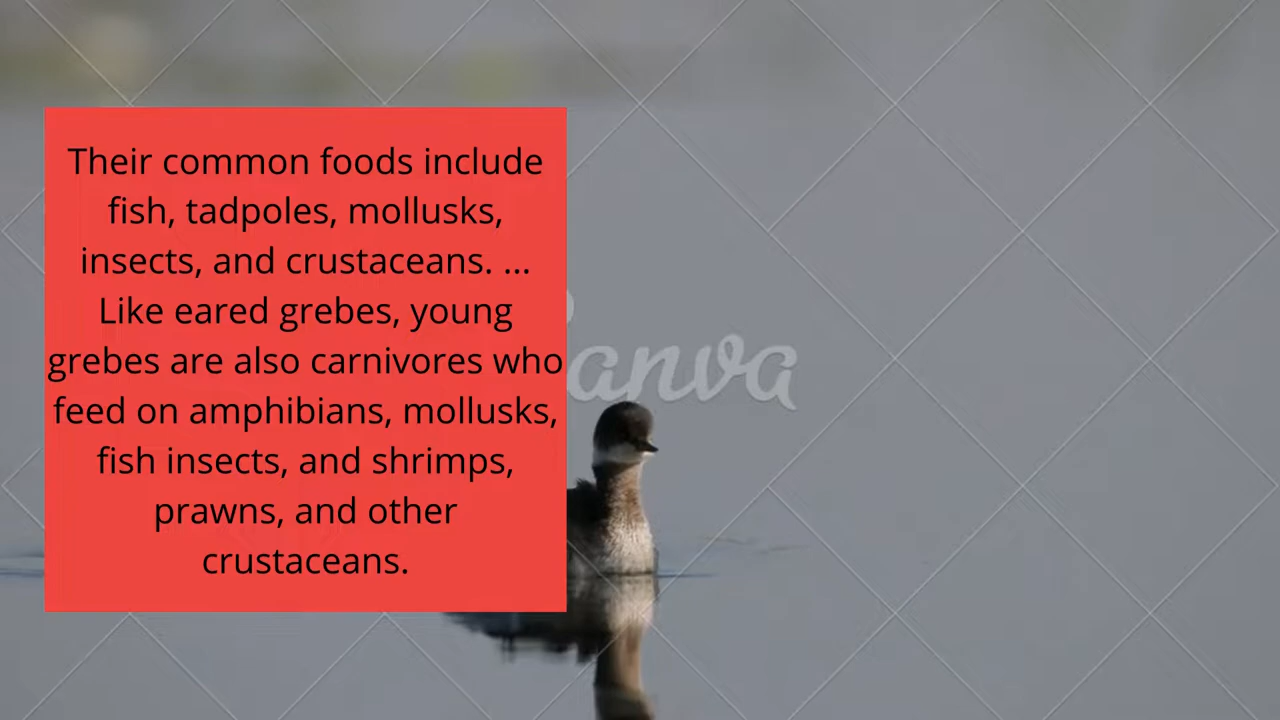 Their common foods include
fish, tadpoles, mollusks,
insects, and crustaceans. ...
Like eared grebes, young
grebes are also carnivores who
feed on amphibians, mollusks,
fish insects, and shrimps,
prawns, and other
crustaceans.
anva